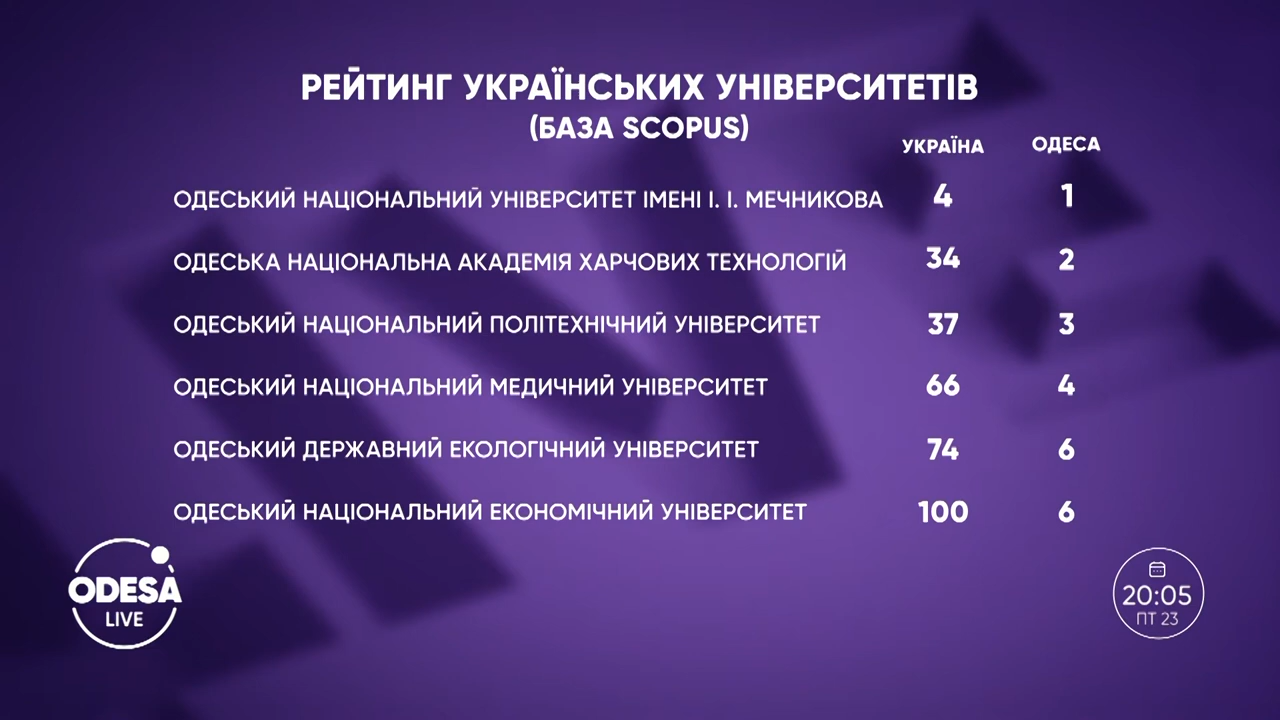 РЕЙТИНГ УКРАЇНСЬКИХ УНІВЕРСИТЕТІВ
(БАЗА SCOPUS)
УКРАЇНА ОДЕСА
ОДЕСЬКИЙ НАЦІОНАЛЬНИЙ УНІВЕРСИТЕТ ІМЕНІ І. І. МЕЧНИКОВА 4 1
ОДЕСЬКА НАЦІОНАЛЬНА АКАДЕМІЯ ХАРЧОВИХ ТЕХНОЛОГІЙ 34 2
ОДЕСЬКИЙ НАЦІОНАЛЬНИЙ ПОЛІТЕХНІЧНИЙ УНІВЕРСИТЕТ 37 3
ОДЕСЬКИЙ НАЦІОНАЛЬНИЙ МЕДИЧНИЙ УНІВЕРСИТЕТ 66 4
ОДЕСЬКИЙ ДЕРЖАВНИЙ ЕКОЛОГІЧНИЙ УНІВЕРСИТЕТ 74 6
ОДЕСЬКИЙ НАЦІОНАЛЬНИЙ ЕКОНОМІЧНИЙ УНІВЕРСИТЕТ 100 6
ODESA
LIVE
20:05
ПТ 23